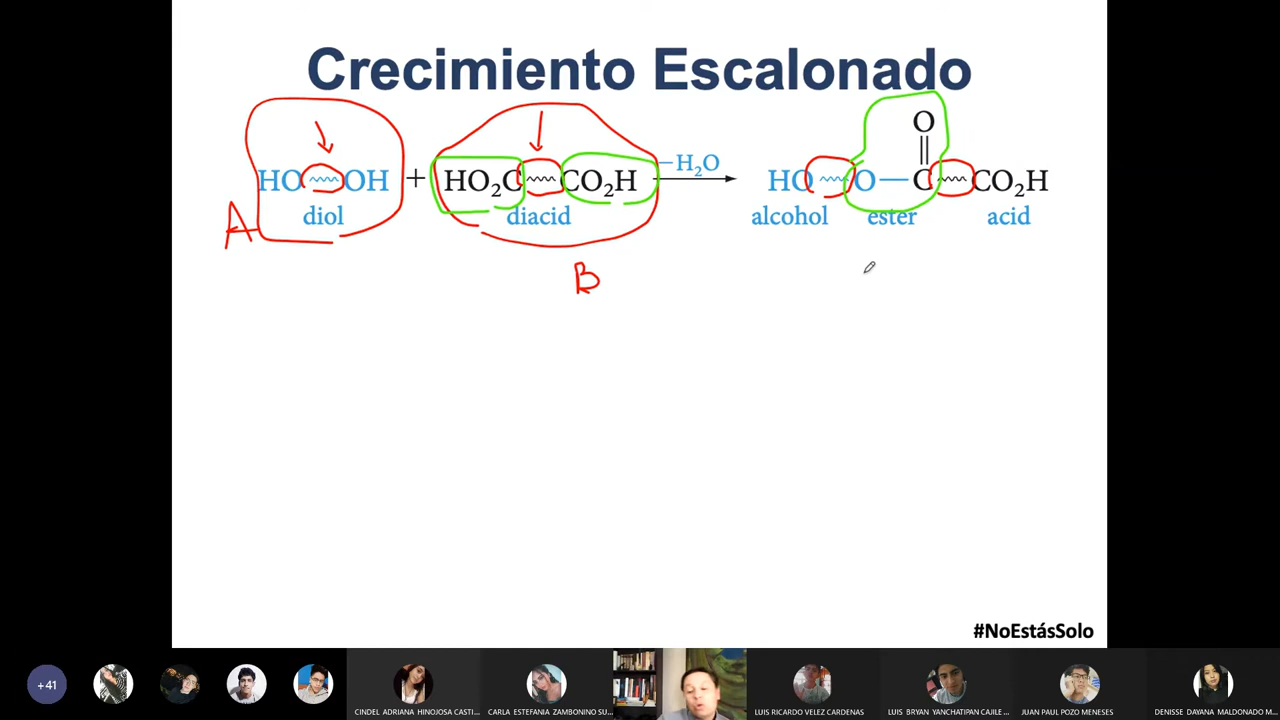 Crecimiento Escalonado
HO OH + HO₂C CO₂H −H₂O HO O — C CO₂H
O
diol diacid alcohol ester acid
A
B
#NoEstásSolo
+41
CINDEL ADRIANA HINOJOSA CASTI...
CARLA ESTEFANIA ZAMBONINO SU...
LUIS RICARDO VELEZ CARDENAS
LUIS BRYAN YANCHATIPAN CAJILE ...
JUAN PAUL POZO MENESES
DENISSE DAYANA MALDONADO M...